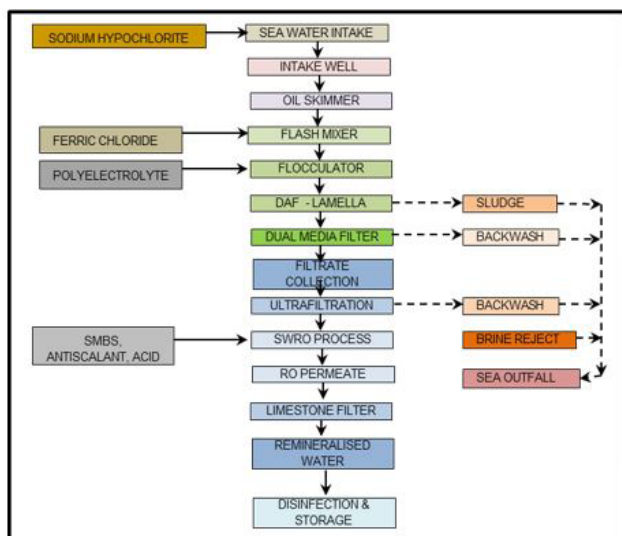 SODIUM HYPOCHLORITE
SEA WATER INTAKE
INTAKE WELL
OIL SKIMMER
FERRIC CHLORIDE
FLASH MIXER
POLYELECTROLYTE
FLOCCULATOR
DAF - LAMELLA
SLUDGE
DUAL MEDIA FILTER
BACKWASH
FILTRATE
COLLECTION
ULTRAFILTRATION
BACKWASH
SMBS,
ANTISCALANT, ACID
SWRO PROCESS
BRINE REJECT
RO PERMEATE
SEA OUTFALL
LIMESTONE FILTER
REMINERALISED
WATER
DISINFECTION &
STORAGE